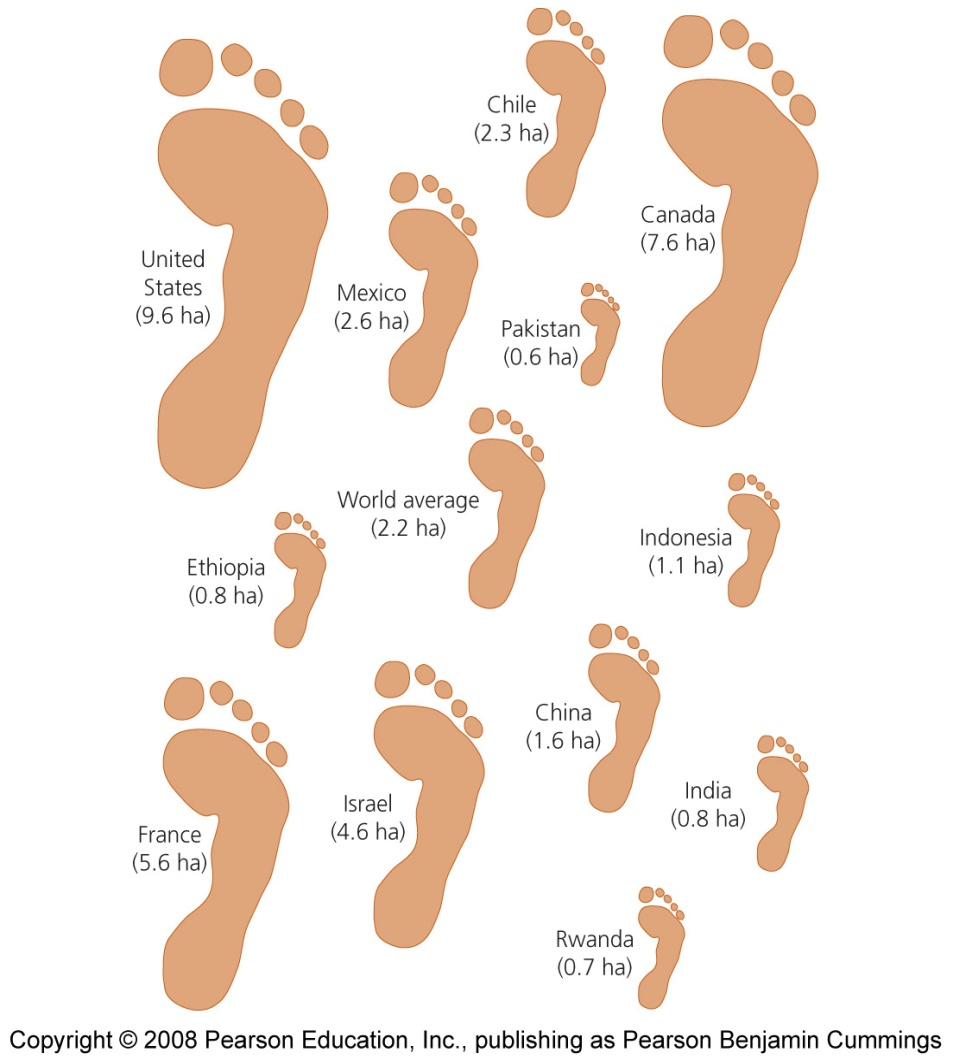 Chile
(2.3 ha)
Canada
(7.6 ha)
United
States
(9.6 ha)
Mexico
(2.6 ha)
Pakistan
(0.6 ha)
World average
(2.2 ha)
Indonesia
(1.1 ha)
Ethiopia
(0.8 ha)
China
(1.6 ha)
India
(0.8 ha)
Israel
(4.6 ha)
France
(5.6 ha)
Rwanda
(0.7 ha)
Copyright © 2008 Pearson Education, Inc., publishing as Pearson Benjamin Cummings